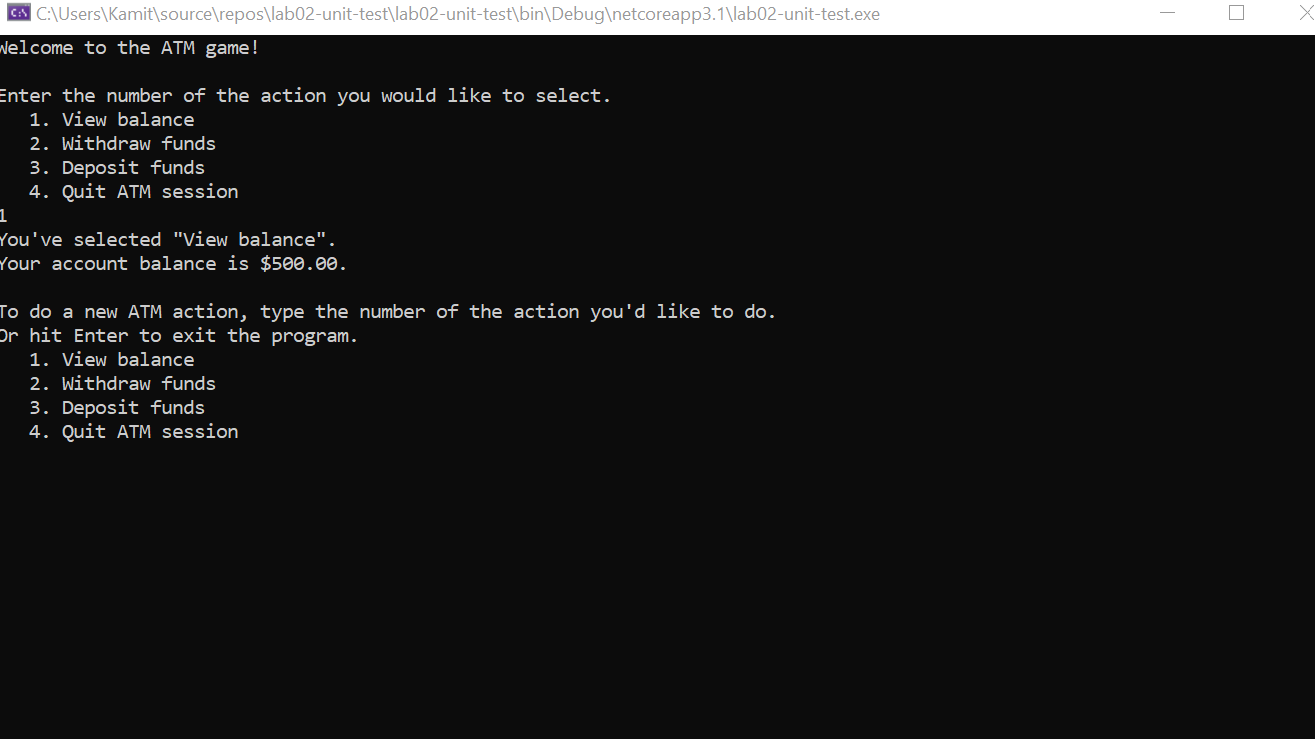 C:\Users\Kamit\source\repos\lab02-unit-test\lab02-unit-test\bin\Debug\netcoreapp3.1\lab02-unit-test.exe
Welcome to the ATM game!
Enter the number of the action you would like to select.
1. View balance
2. Withdraw funds
3. Deposit funds
4. Quit ATM session
1
You've selected "View balance".
Your account balance is $500.00.
To do a new ATM action, type the number of the action you'd like to do.
Or hit Enter to exit the program.
1. View balance
2. Withdraw funds
3. Deposit funds
4. Quit ATM session